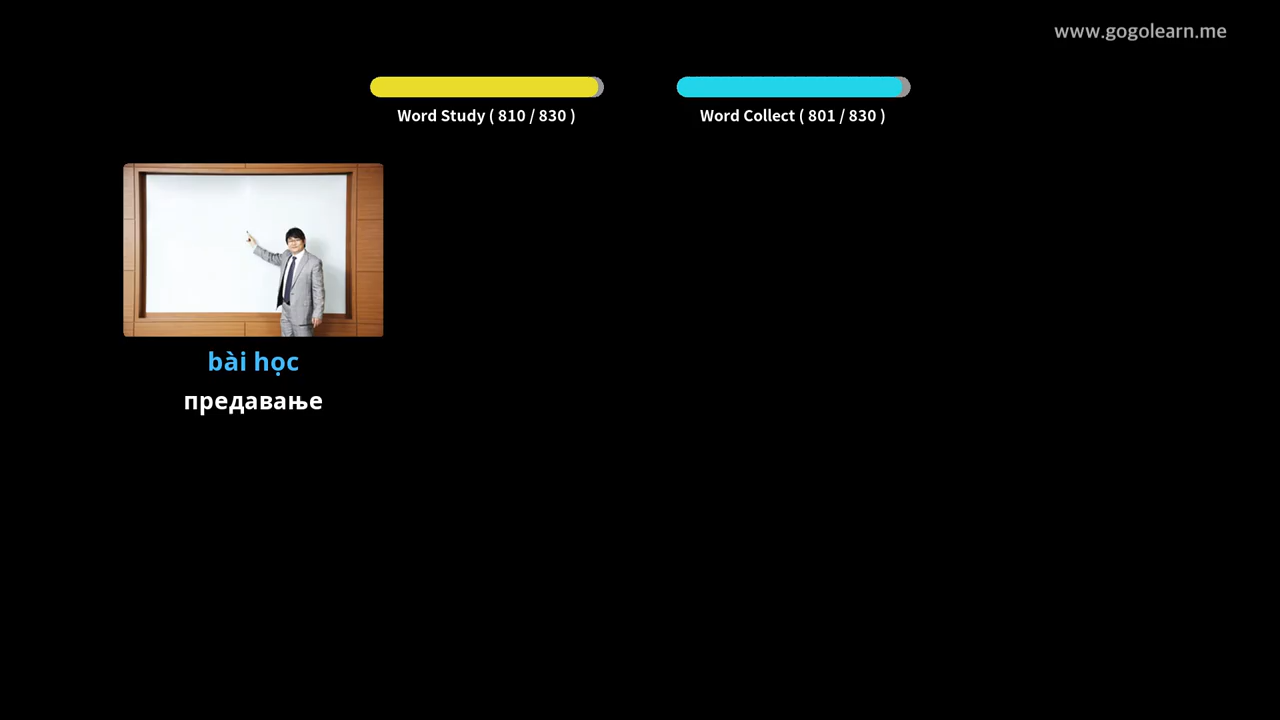 www.gogolearn.me
Word Study ( 810 / 830 )
Word Collect ( 801 / 830 )
bài học
предавање